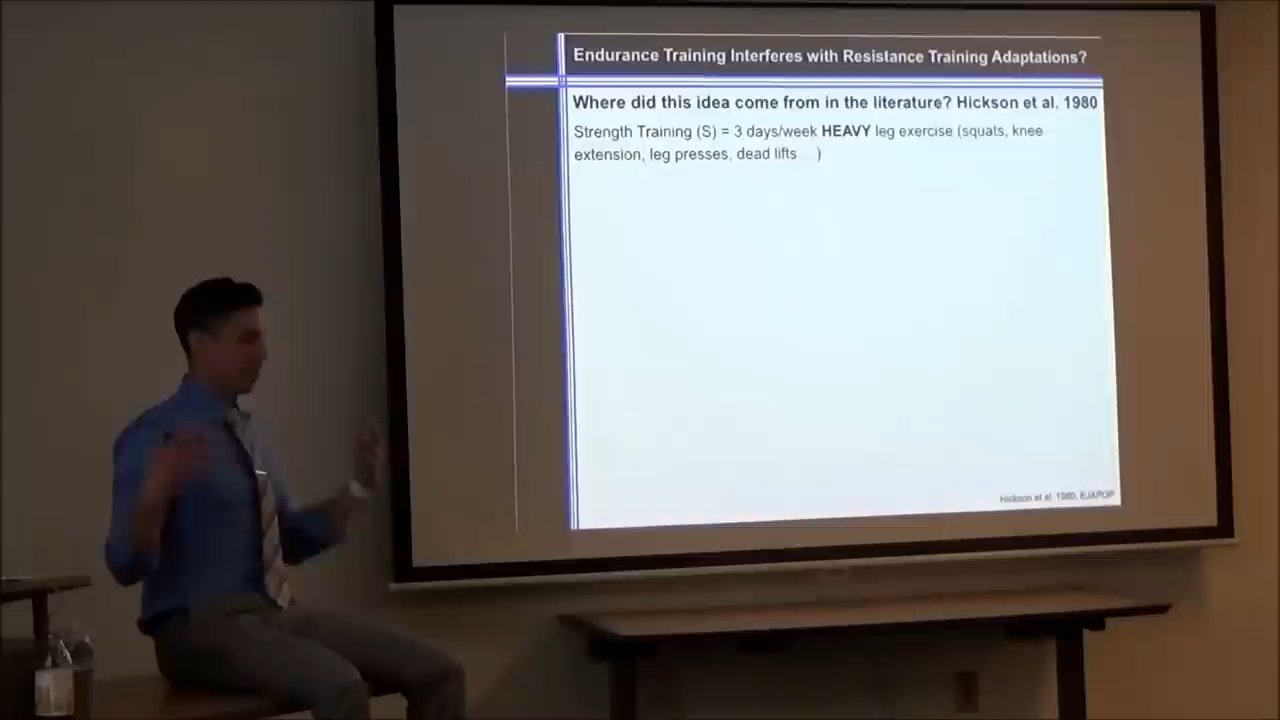 Endurance Training Interferes with Resistance Training Adaptations?
Where did this idea come from in the literature? Hickson et al. 1980
Strength Training (S) = 3 days/week HEAVY leg exercise (squats, knee
extension, leg presses, dead lifts ...)
Hickson et al. 1980, EJAPOP